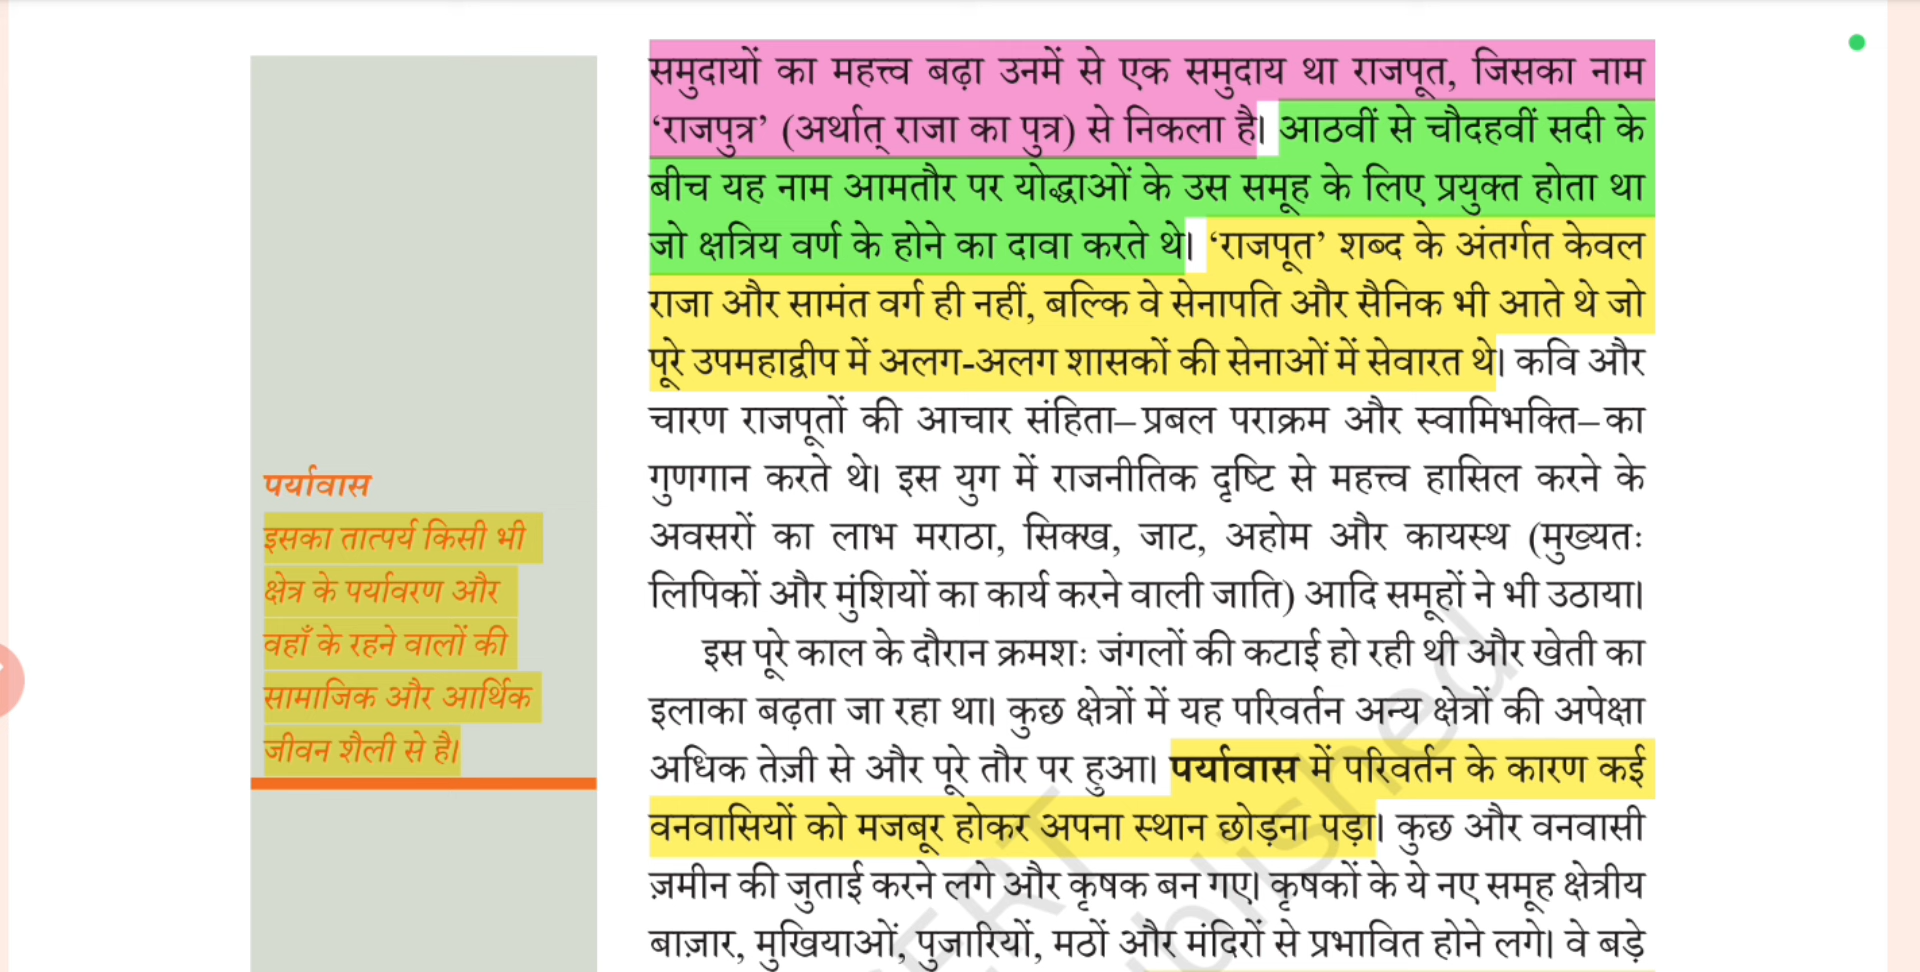 समुदायों का महत्त्व बढ़ा उनमें से एक समुदाय था राजपूत, जिसका नाम
‘राजपुत्र’ (अर्थात् राजा का पुत्र) से निकला है। आठवीं से चौदहवीं सदी के
बीच यह नाम आमतौर पर योद्धाओं के उस समूह के लिए प्रयुक्त होता था
जो क्षत्रिय वर्ण के होने का दावा करते थे। ‘राजपूत’ शब्द के अंतर्गत केवल
राजा और सामंत वर्ग ही नहीं, बल्कि वे सेनापति और सैनिक भी आते थे जो
पूरे उपमहाद्वीप में अलग-अलग शासकों की सेनाओं में सेवारत थे। कवि और
चारण राजपूतों की आचार संहिता–प्रबल पराक्रम और स्वामिभक्ति–का
गुणगान करते थे। इस युग में राजनीतिक दृष्टि से महत्त्व हासिल करने के
अवसरों का लाभ मराठा, सिक्ख, जाट, अहोम और कायस्थ (मुख्यतः
लिपिकों और मुंशियों का कार्य करने वाली जाति) आदि समूहों ने भी उठाया।
इस पूरे काल के दौरान क्रमशः जंगलों की कटाई हो रही थी और खेती का
इलाका बढ़ता जा रहा था। कुछ क्षेत्रों में यह परिवर्तन अन्य क्षेत्रों की अपेक्षा
अधिक तेज़ी से और पूरे तौर पर हुआ। पर्यावास में परिवर्तन के कारण कई
वनवासियों को मजबूर होकर अपना स्थान छोड़ना पड़ा। कुछ और वनवासी
ज़मीन की जुताई करने लगे और कृषक बन गए। कृषकों के ये नए समूह क्षेत्रीय
बाज़ार, मुखियाओं, पुजारियों, मठों और मंदिरों से प्रभावित होने लगे। वे बड़े
पर्यावास
इसका तात्पर्य किसी भी
क्षेत्र के पर्यावरण और
वहाँ के रहने वालों की
सामाजिक और आर्थिक
जीवन शैली से है।